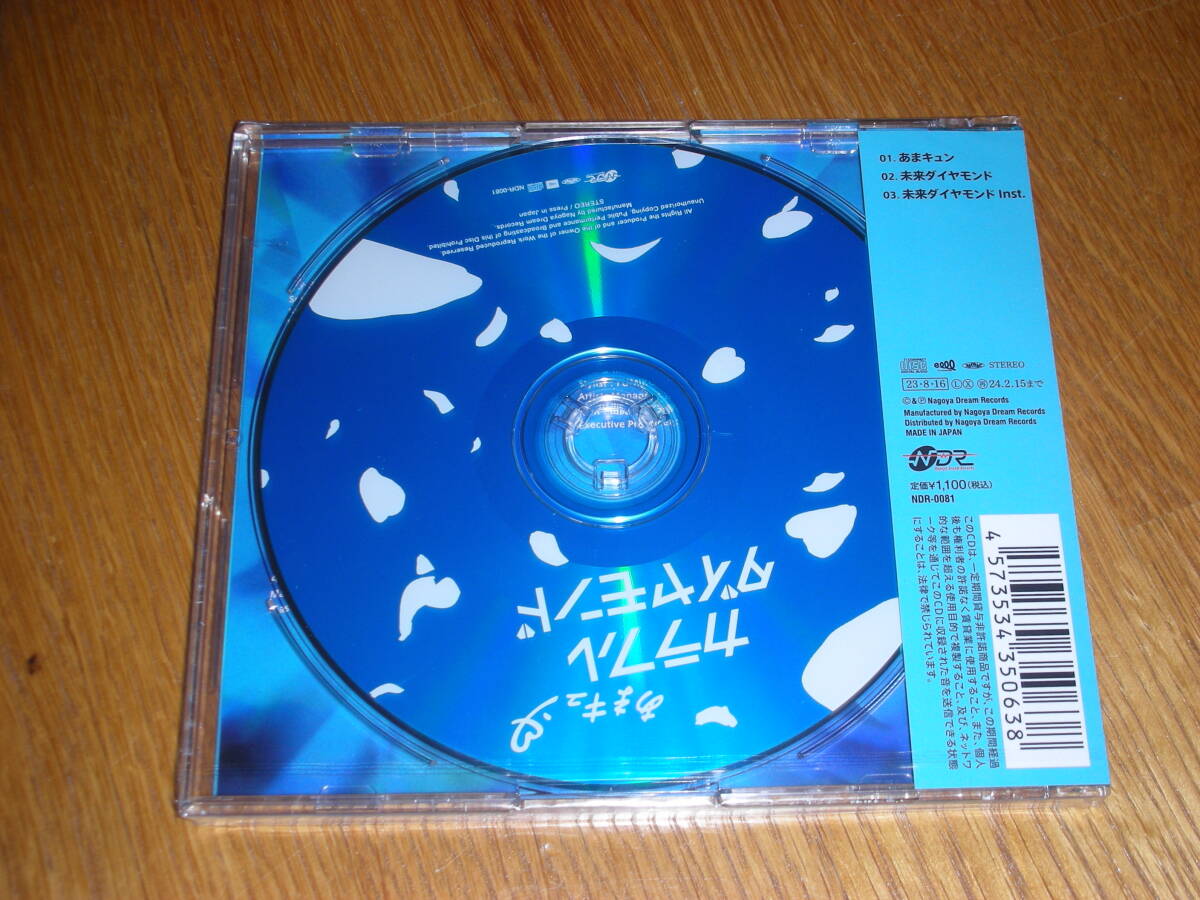 01. あまキュン
02. 未来ダイヤモンド
03. 未来ダイヤモンド Inst.
STEREO
23・8・16 Ⓛ Ⓧ 24.2.15まで
©&Ⓟ Nagoya Dream Records
Manufactured by Nagoya Dream Records
Distributed by Nagoya Dream Records
MADE IN JAPAN
NDR
定価¥1,100(税込)
NDR-0081
4 573534 350638
このCDは、一定期間貸与非許諾商品ですが、この期間経過
後も権利者の許諾なく賃貸業に使用すること、また、個人
的な範囲を超える使用目的で複製すること、及び、ネットワ
ーク等を通じてこのCDに収録された音を送信できる状態
にすることは、法律で禁じられています。
あまキュン
カラフル
ダイヤモンド
NDR
NDR-0081
All Rights the Producer and of the Owner of the Work Reproduced Reserved.
Unauthorized Copying, Public Performance and Broadcasting of this Disc Prohibited.
Manufactured by Nagoya Dream Records.
STEREO / Press in Japan
Executive